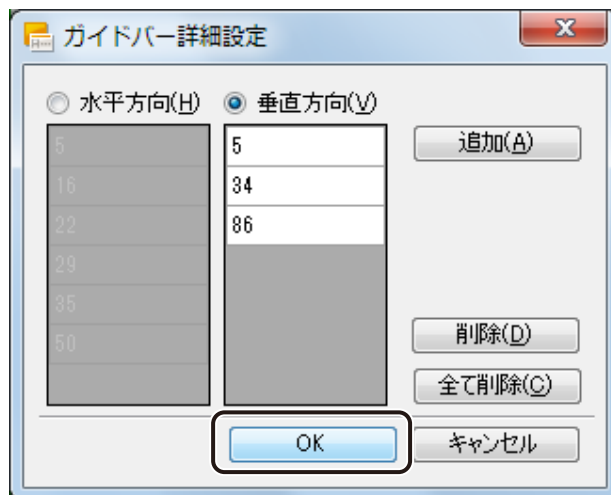 ガイドバー詳細設定
水平方向(H) 垂直方向(V)
5 5 追加(A)
16 34
22 86
29
35
50 削除(D)
全て削除(C)
OK キャンセル